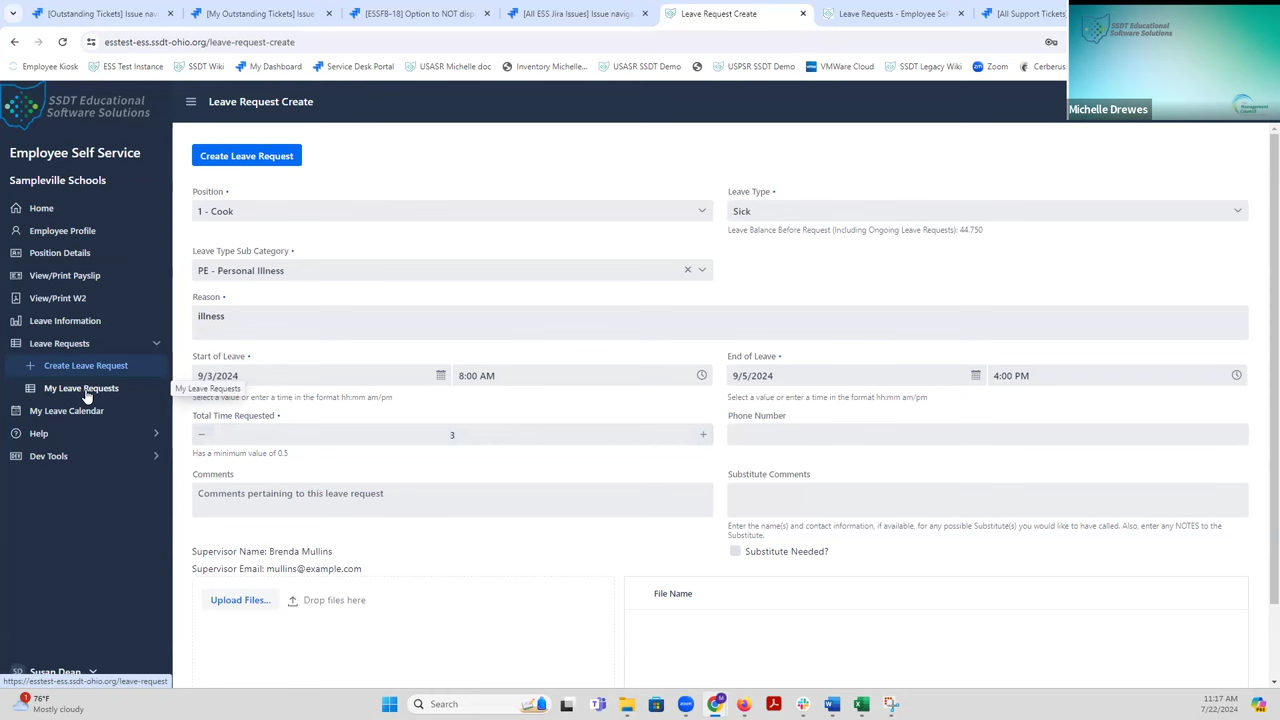 [Outstanding Tickets] Issue nav
[My Outstanding Tickets] Issue
[ESSFB-18] Send to NOT disp
[All ESS Jira Issues] Issue navig
Leave Request Create
Leave Requests - Employee Sel
[All Support Tickets
esstest-ess.ssdt-ohio.org/leave-request-create
Employee Kiosk
ESS Test Instance
SSDT Wiki
My Dashboard
Service Desk Portal
USASR Michelle doc
Inventory Michelle...
USASR SSDT Demo
USPSR SSDT Demo
VMWare Cloud
SSDT Legacy Wiki
Zoom
Cerberus
SSDT Educational
Software Solutions
Michelle Drewes
SSDT Educational
Software Solutions
Leave Request Create
Employee Self Service
Sampleville Schools
Home
Employee Profile
Position Details
View/Print Payslip
View/Print W2
Leave Information
Leave Requests
Create Leave Request
My Leave Requests
My Leave Requests
My Leave Calendar
Help
Dev Tools
SD Susan Dean
https://esstest-ess.ssdt-ohio.org/leave-request
Create Leave Request
Position •
1 - Cook
Leave Type •
Sick
Leave Balance Before Request (Including Ongoing Leave Requests): 44.750
Leave Type Sub Category •
PE - Personal Illness
Reason •
illness
Start of Leave •
9/3/2024
8:00 AM
Select a value or enter a time in the format hh:mm am/pm
End of Leave •
9/5/2024
4:00 PM
Select a value or enter a time in the format hh:mm am/pm
Total Time Requested •
3
Has a minimum value of 0.5
Phone Number
Comments
Comments pertaining to this leave request
Substitute Comments
Enter the name(s) and contact information, if available, for any possible Substitute(s) you would like to have called. Also, enter any NOTES to the
Substitute.
Supervisor Name: Brenda Mullins
Substitute Needed?
Supervisor Email: mullins@example.com
Upload Files...
Drop files here
File Name
1
76°F
Mostly cloudy
Search
11:17 AM
7/22/2024